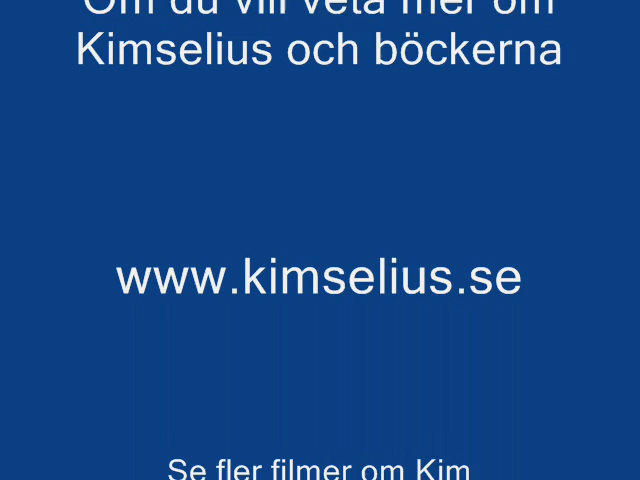 Om du vill veta mer om
Kimselius och böckerna
www.kimselius.se
Se fler filmer om Kim